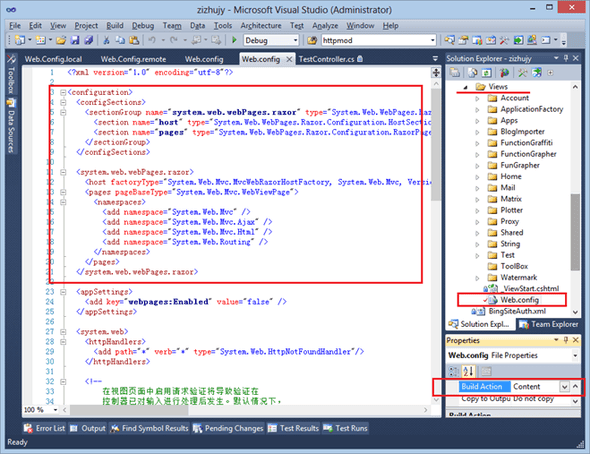 zizhujy - Microsoft Visual Studio (Administrator)
File Edit View Project Build Debug Team Data Tools Architecture Test Analyze Window Help
Debug httpmod
Web.Config.local Web.Config.remote Web.config Web.config TestController.cs
Toolbox
Data Sources
1 <?xml version="1.0" encoding="utf-8"?>
2
3 <configuration>
4 <configSections>
5 <sectionGroup name="system.web.webPages.razor" type="System.Web.WebPages.Raz
6 <section name="host" type="System.Web.WebPages.Razor.Configuration.HostSectio
7 <section name="pages" type="System.Web.WebPages.Razor.Configuration.RazorPage
8 </sectionGroup>
9 </configSections>
10
11 <system.web.webPages.razor>
12 <host factoryType="System.Web.Mvc.MvcWebRazorHostFactory, System.Web.Mvc, Versio
13 <pages pageBaseType="System.Web.Mvc.WebViewPage">
14 <namespaces>
15 <add namespace="System.Web.Mvc" />
16 <add namespace="System.Web.Mvc.Ajax" />
17 <add namespace="System.Web.Mvc.Html" />
18 <add namespace="System.Web.Routing" />
19 </namespaces>
20 </pages>
21 </system.web.webPages.razor>
22
23 <appSettings>
24 <add key="webpages:Enabled" value="false" />
25 </appSettings>
26
27 <system.web>
28 <httpHandlers>
29 <add path="*" verb="*" type="System.Web.HttpNotFoundHandler"/>
30 </httpHandlers>
31
32 <!--
33 在视图页面中启用请求验证将导致验证在
34 控制器已对输入进行处理后发生。默认情况下，
100 %
Solution Explorer - zizhujy
Views
Account
ApplicationFactory
Apps
BlogImporter
FunctionGraffiti
FunctionGrapher
FunGrapher
Home
Mail
Matrix
Plotter
Proxy
Shared
String
Test
ToolBox
Watermark
_ViewStart.cshtml
Web.config
BingSiteAuth.xml
Solution Expl... Team Explorer
Properties
Web.config File Properties
Build Action Content
Copy to Outpu Do not copy
Build Action
Error List Output Find Symbol Results Pending Changes Test Results Test Runs
Ready